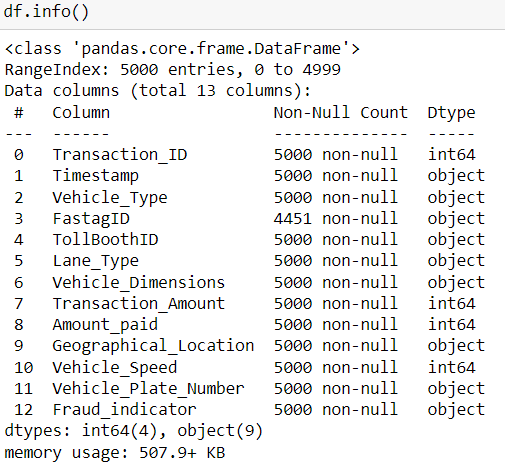 df.info()
<class 'pandas.core.frame.DataFrame'>
RangeIndex: 5000 entries, 0 to 4999
Data columns (total 13 columns):
 #   Column                 Non-Null Count  Dtype 
---  ------                 --------------  ----- 
 0   Transaction_ID         5000 non-null   int64 
 1   Timestamp              5000 non-null   object
 2   Vehicle_Type           5000 non-null   object
 3   FastagID               4451 non-null   object
 4   TollBoothID            5000 non-null   object
 5   Lane_Type              5000 non-null   object
 6   Vehicle_Dimensions     5000 non-null   object
 7   Transaction_Amount     5000 non-null   int64 
 8   Amount_paid            5000 non-null   int64 
 9   Geographical_Location  5000 non-null   object
 10  Vehicle_Speed          5000 non-null   int64 
 11  Vehicle_Plate_Number   5000 non-null   object
 12  Fraud_indicator        5000 non-null   object
dtypes: int64(4), object(9)
memory usage: 507.9+ KB